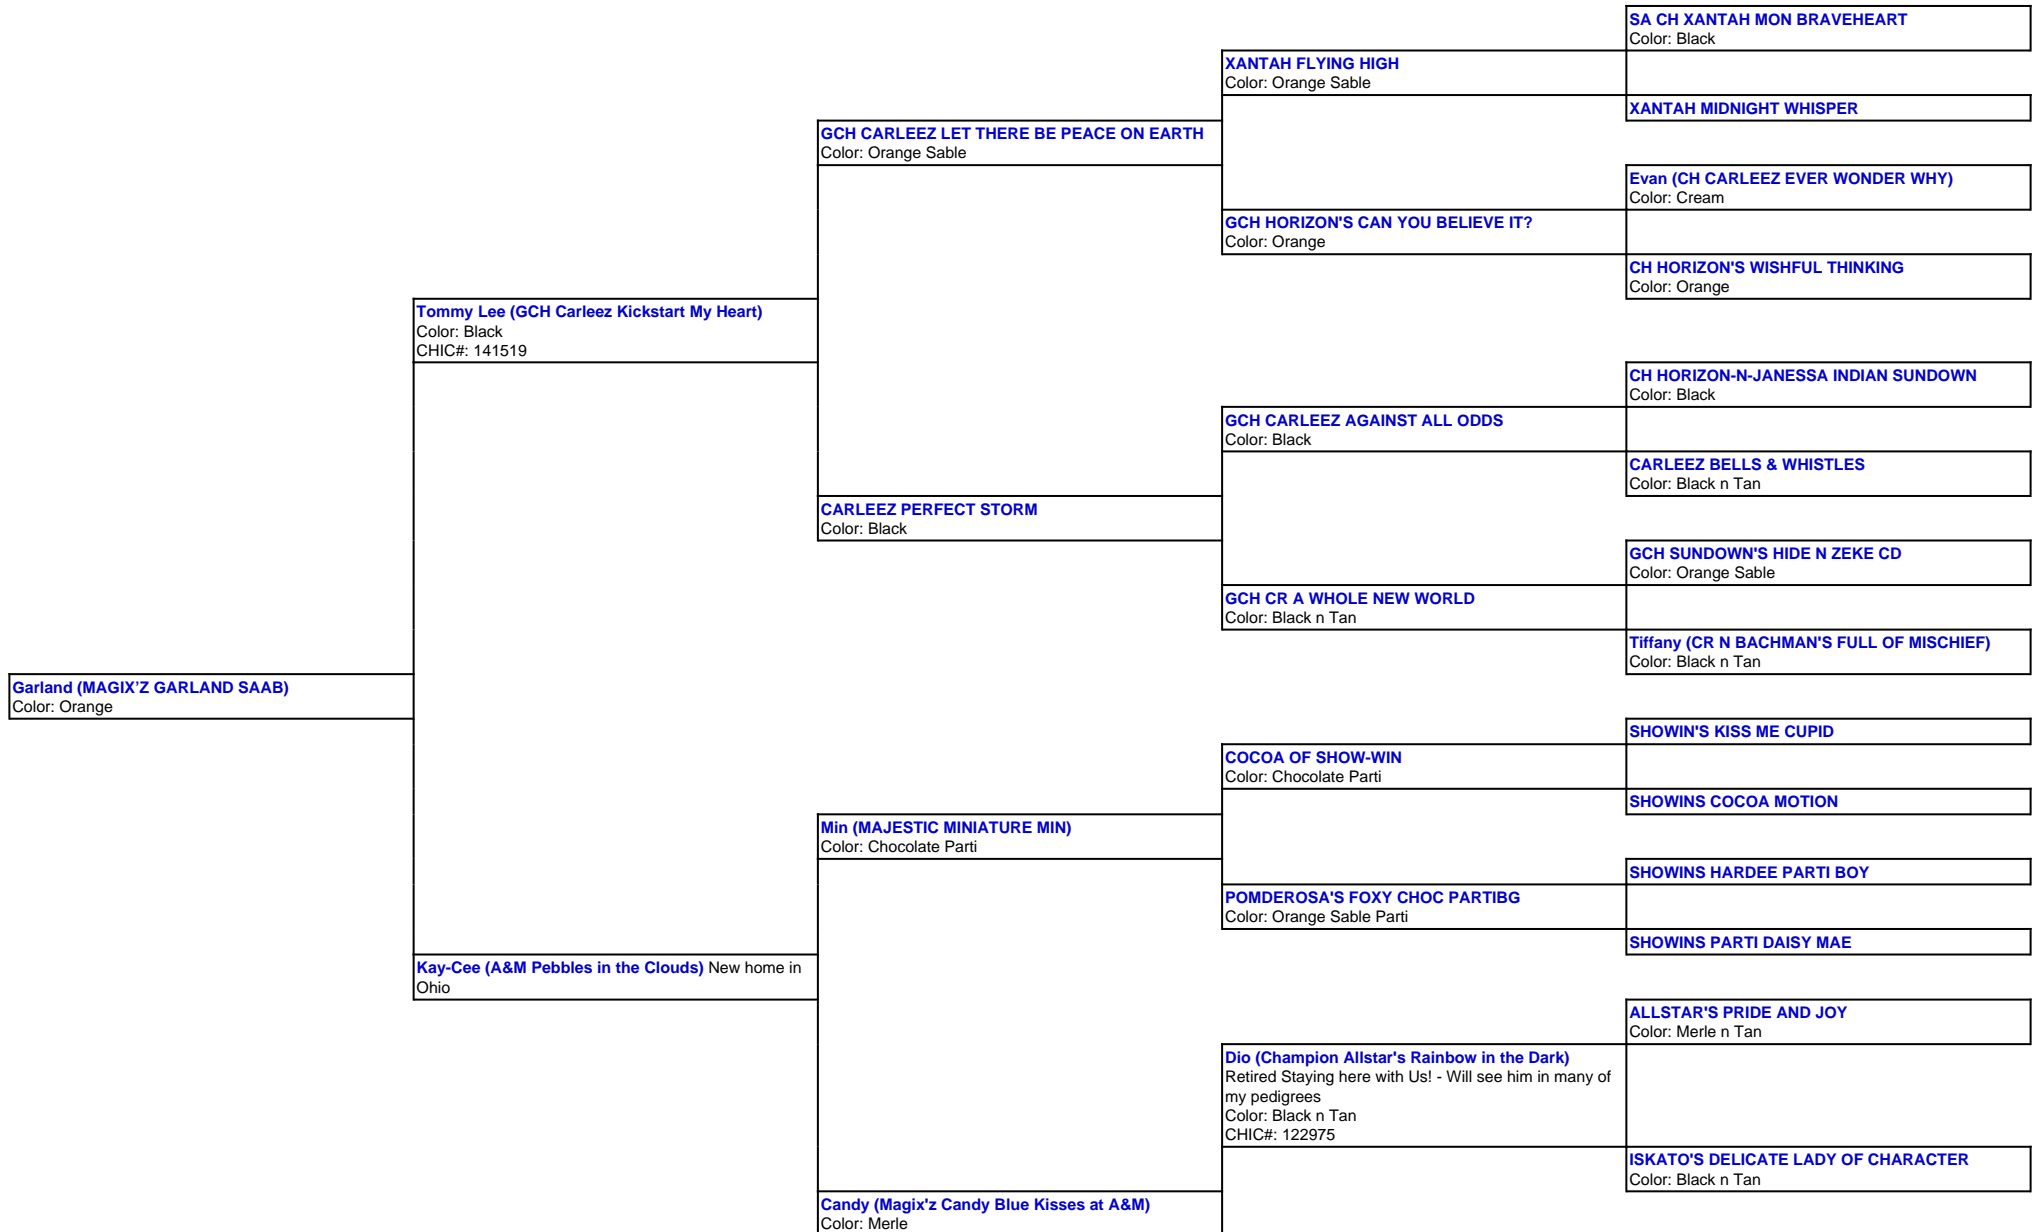 SA CH XANTAH MON BRAVEHEART
Color: Black
XANTAH FLYING HIGH
Color: Orange Sable
XANTAH MIDNIGHT WHISPER
GCH CARLEEZ LET THERE BE PEACE ON EARTH
Color: Orange Sable
Evan (CH CARLEEZ EVER WONDER WHY)
Color: Cream
GCH HORIZON'S CAN YOU BELIEVE IT?
Color: Orange
CH HORIZON'S WISHFUL THINKING
Color: Orange
Tommy Lee (GCH Carleez Kickstart My Heart)
Color: Black
CHIC#: 141519
CH HORIZON-N-JANESSA INDIAN SUNDOWN
Color: Black
GCH CARLEEZ AGAINST ALL ODDS
Color: Black
CARLEEZ BELLS & WHISTLES
Color: Black n Tan
CARLEEZ PERFECT STORM
Color: Black
GCH SUNDOWN'S HIDE N ZEKE CD
Color: Orange Sable
GCH CR A WHOLE NEW WORLD
Color: Black n Tan
Tiffany (CR N BACHMAN'S FULL OF MISCHIEF)
Color: Black n Tan
Garland (MAGIX’Z GARLAND SAAB)
Color: Orange
SHOWIN'S KISS ME CUPID
COCOA OF SHOW-WIN
Color: Chocolate Parti
SHOWINS COCOA MOTION
Min (MAJESTIC MINIATURE MIN)
Color: Chocolate Parti
SHOWINS HARDEE PARTI BOY
POMDEROSA'S FOXY CHOC PARTIBG
Color: Orange Sable Parti
SHOWINS PARTI DAISY MAE
Kay-Cee (A&M Pebbles in the Clouds) New home in
Ohio
ALLSTAR'S PRIDE AND JOY
Color: Merle n Tan
Dio (Champion Allstar's Rainbow in the Dark)
Retired Staying here with Us! - Will see him in many of
my pedigrees
Color: Black n Tan
CHIC#: 122975
ISKATO'S DELICATE LADY OF CHARACTER
Color: Black n Tan
Candy (Magix'z Candy Blue Kisses at A&M)
Color: Merle